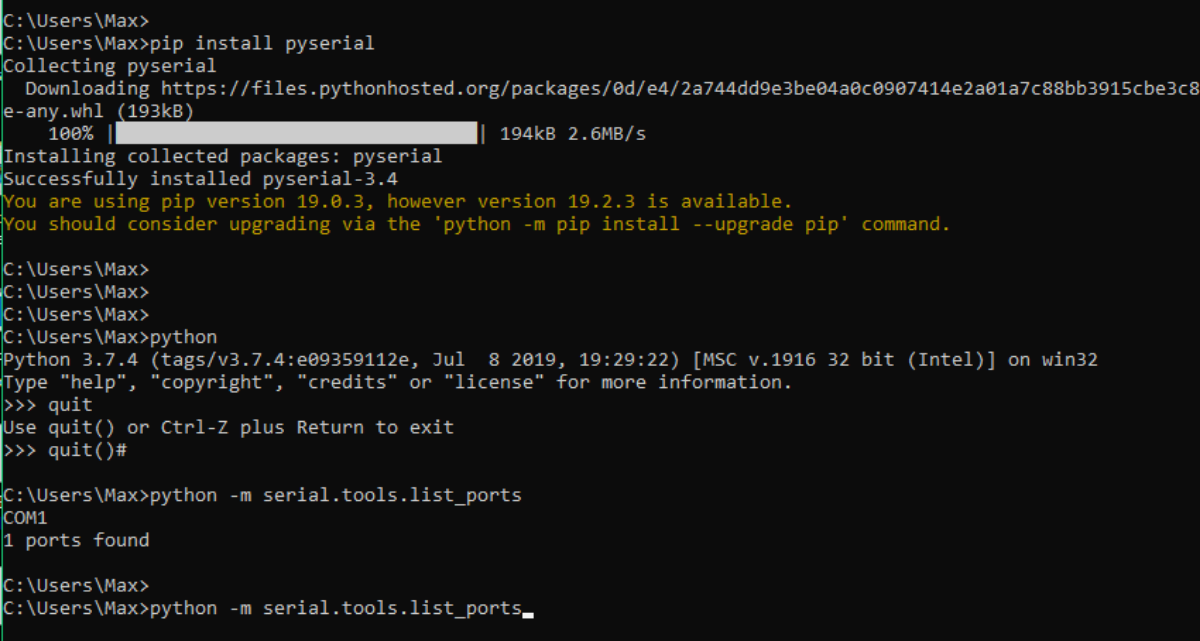 C:\Users\Max>
C:\Users\Max>pip install pyserial
Collecting pyserial
  Downloading https://files.pythonhosted.org/packages/0d/e4/2a744dd9e3be04a0c0907414e2a01a7c88bb3915cbe3c8
e-any.whl (193kB)
    100% |████████████████████████████████| 194kB 2.6MB/s
Installing collected packages: pyserial
Successfully installed pyserial-3.4
You are using pip version 19.0.3, however version 19.2.3 is available.
You should consider upgrading via the 'python -m pip install --upgrade pip' command.
C:\Users\Max>
C:\Users\Max>
C:\Users\Max>
C:\Users\Max>python
Python 3.7.4 (tags/v3.7.4:e09359112e, Jul  8 2019, 19:29:22) [MSC v.1916 32 bit (Intel)] on win32
Type "help", "copyright", "credits" or "license" for more information.
>>> quit
Use quit() or Ctrl-Z plus Return to exit
>>> quit()#
C:\Users\Max>python -m serial.tools.list_ports
COM1
1 ports found
C:\Users\Max>
C:\Users\Max>python -m serial.tools.list_ports